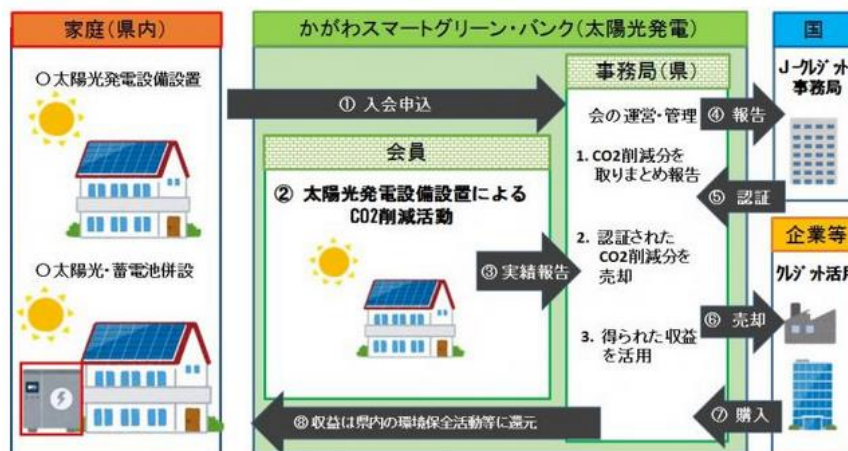 家庭(県内)
〇太陽光発電設備設置
〇太陽光・蓄電池併設
かがわスマートグリーン・バンク(太陽光発電)
① 入会申込
会員
② 太陽光発電設備設置による
CO2削減活動
③ 実績報告
事務局(県)
会の運営・管理
1. CO2削減分を
取りまとめ報告
2. 認証された
CO2削減分を
売却
3. 得られた収益
を活用
④ 報告
⑤ 認証
⑥ 売却
⑦ 購入
⑧ 収益は県内の環境保全活動等に還元
国
J-クレジット
事務局
企業等
クレジット活用